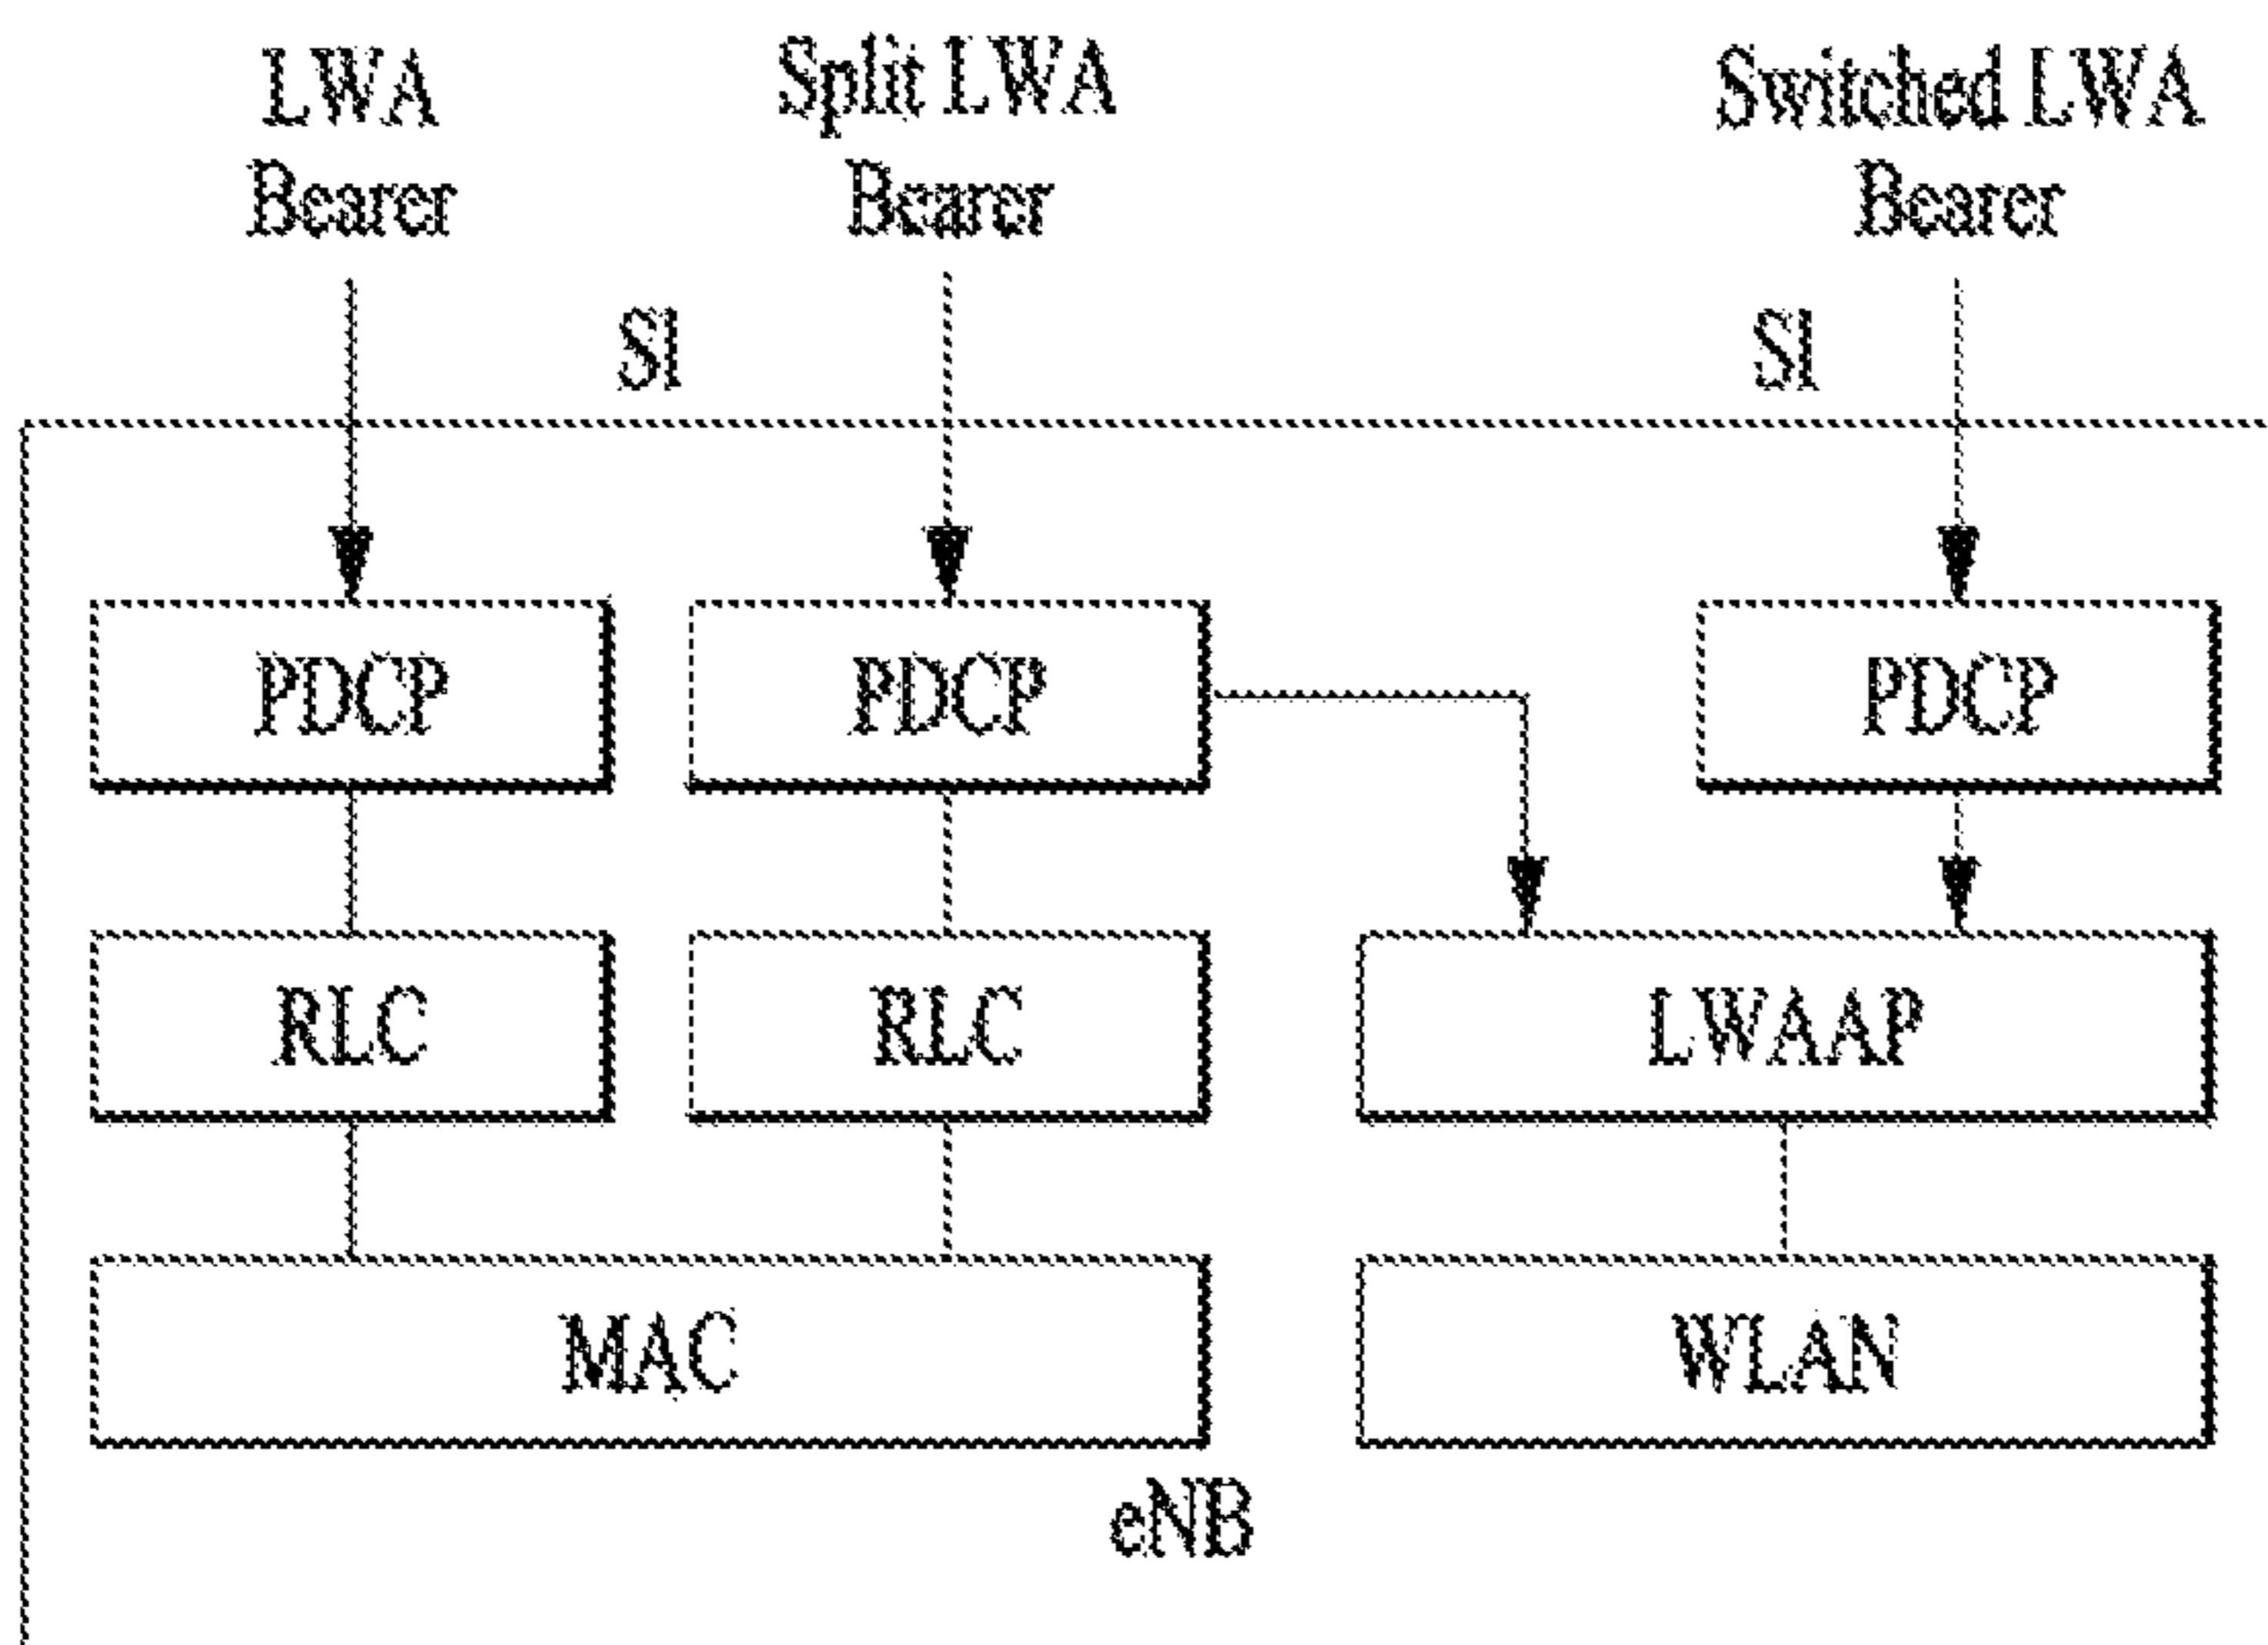 LWA
Bearer
Split LWA
Bearer
Switched LWA
Bearer
SI
SI
PDCP
PDCP
PDCP
RLC
RLC
LWAAP
MAC
WLAN
eNB